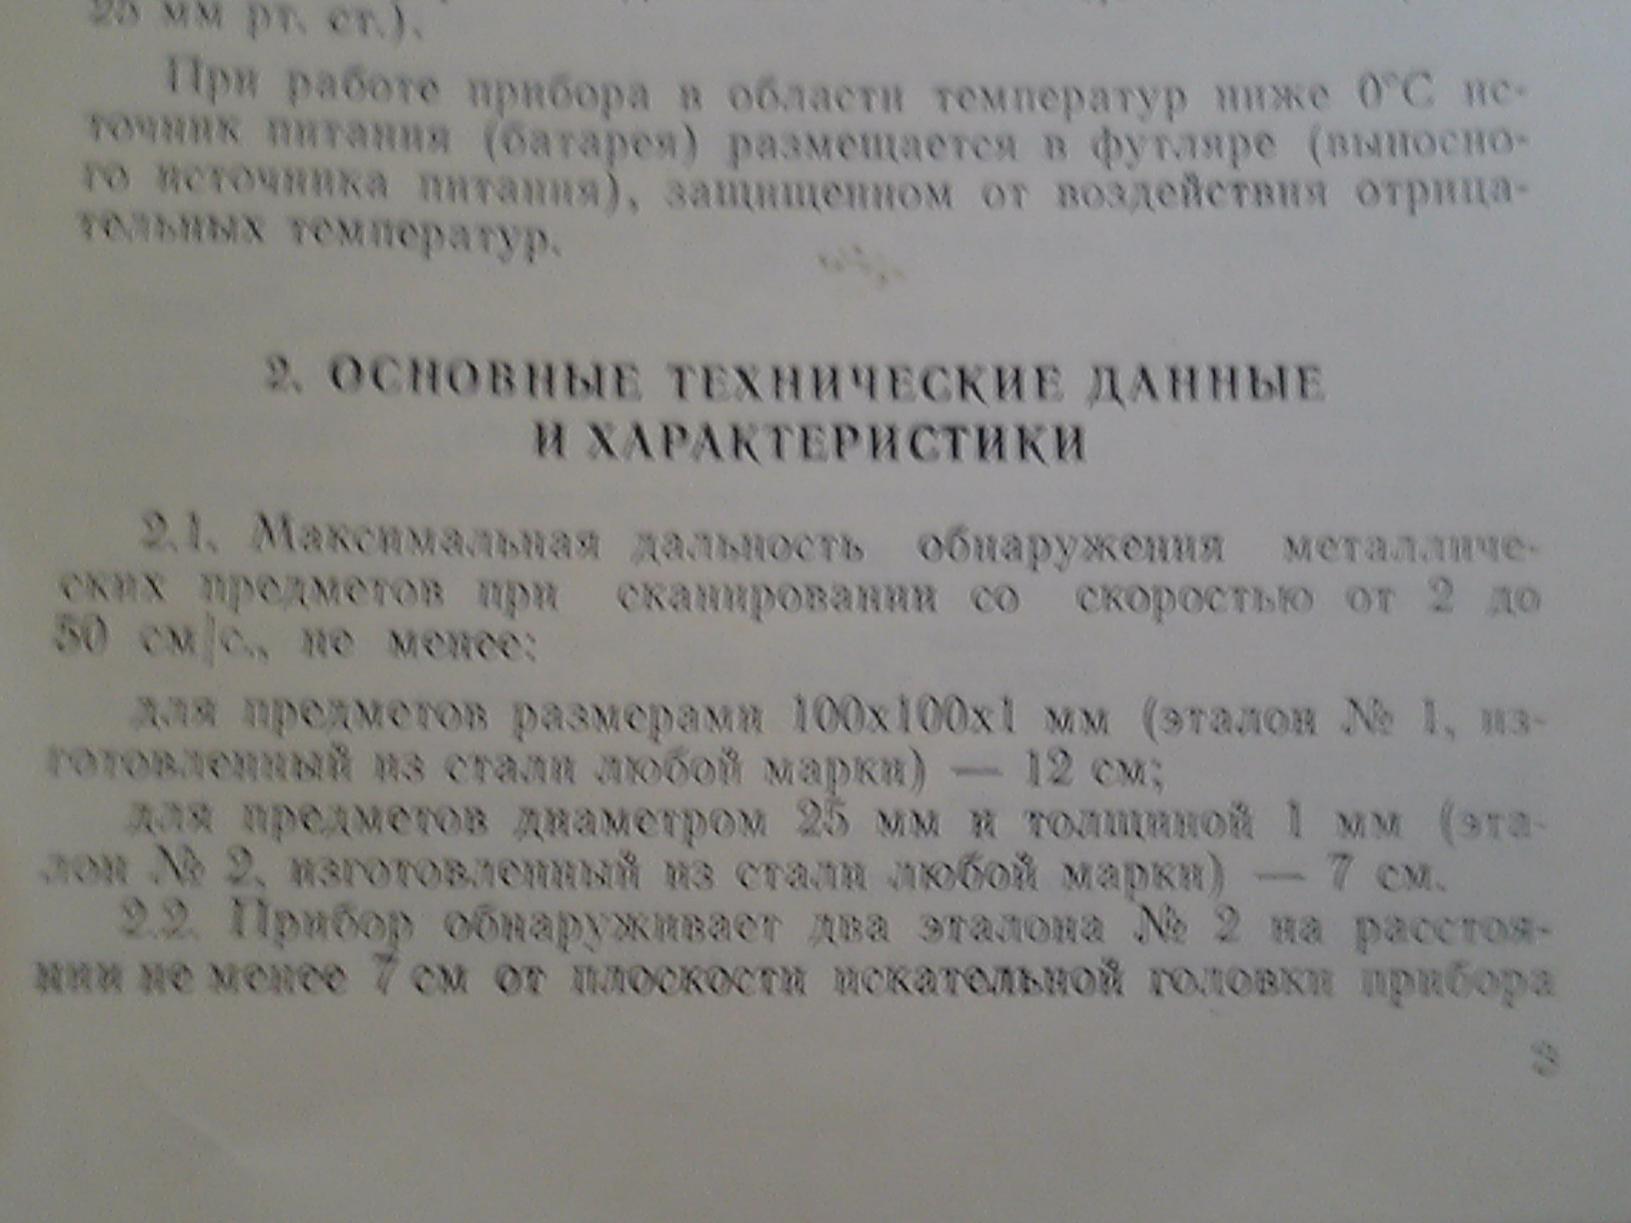 25 мм рт. ст.).
При работе прибора в области температур ниже 0°С ис-
точник питания (батарея) размещается в футляре (выносно-
го источника питания), защищенном от воздействия отрица-
тельных температур.
2. ОСНОВНЫЕ ТЕХНИЧЕСКИЕ ДАННЫЕ
И ХАРАКТЕРИСТИКИ
2.1. Максимальная дальность обнаружения металличе-
ских предметов при сканировании со скоростью от 2 до
50 см/с., не менее:
для предметов размерами 100х100х1 мм (эталон № 1, из-
готовленный из стали любой марки) — 12 см;
для предметов диаметром 25 мм и толщиной 1 мм (эта-
лон № 2, изготовленный из стали любой марки) — 7 см.
2.2. Прибор обнаруживает два эталона № 2 на расстоя-
нии не менее 7 см от плоскости искательной головки прибора
3